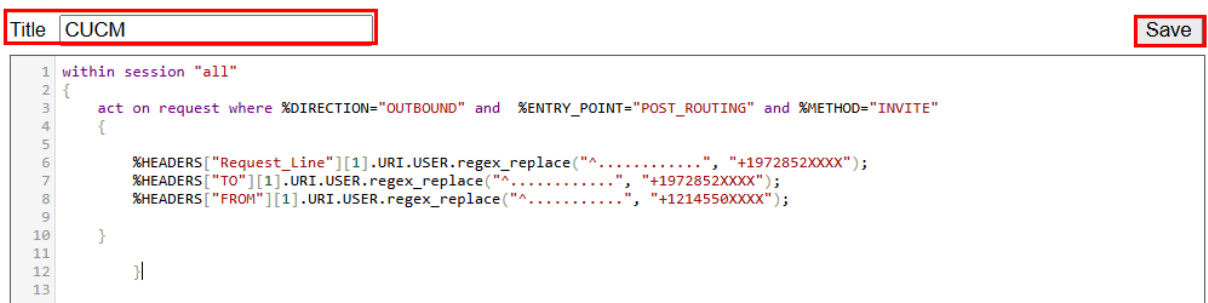 Title CUCM Save
1 within session "all"
2 {
3 act on request where %DIRECTION="OUTBOUND" and  %ENTRY_POINT="POST_ROUTING" and %METHOD="INVITE"
4 {
5
6 %HEADERS["Request_Line"][1].URI.USER.regex_replace("^............", "+1972852XXXX");
7 %HEADERS["TO"][1].URI.USER.regex_replace("^............", "+1972852XXXX");
8 %HEADERS["FROM"][1].URI.USER.regex_replace("^...........", "+1214550XXXX");
9
10 }
11
12 }
13